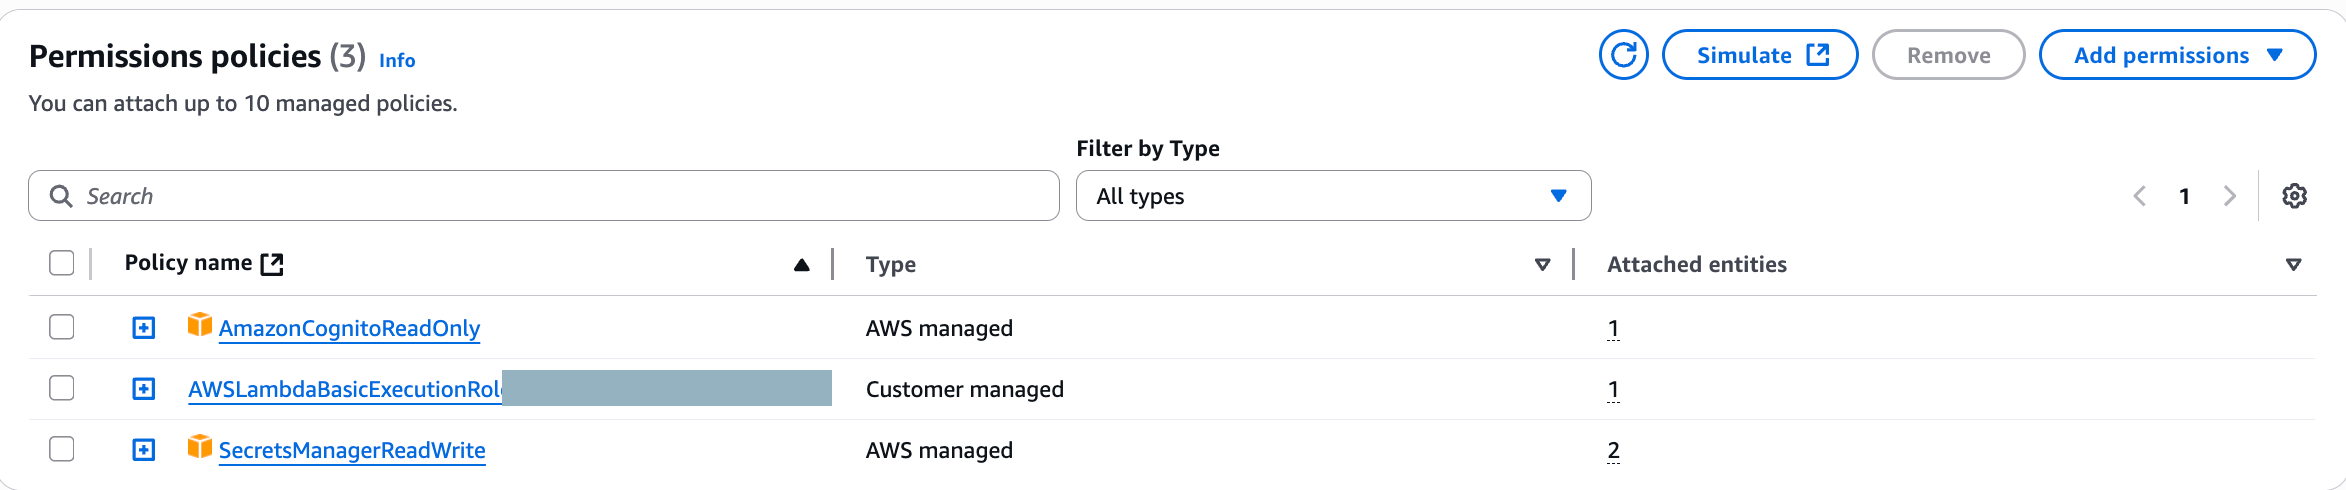 Permissions policies (3) Info
Simulate
Remove
Add permissions
You can attach up to 10 managed policies.
Filter by Type
Search
All types
1
Policy name
Type
Attached entities
AmazonCognitoReadOnly
AWS managed
1
AWSLambdaBasicExecutionRole
Customer managed
1
SecretsManagerReadWrite
AWS managed
2